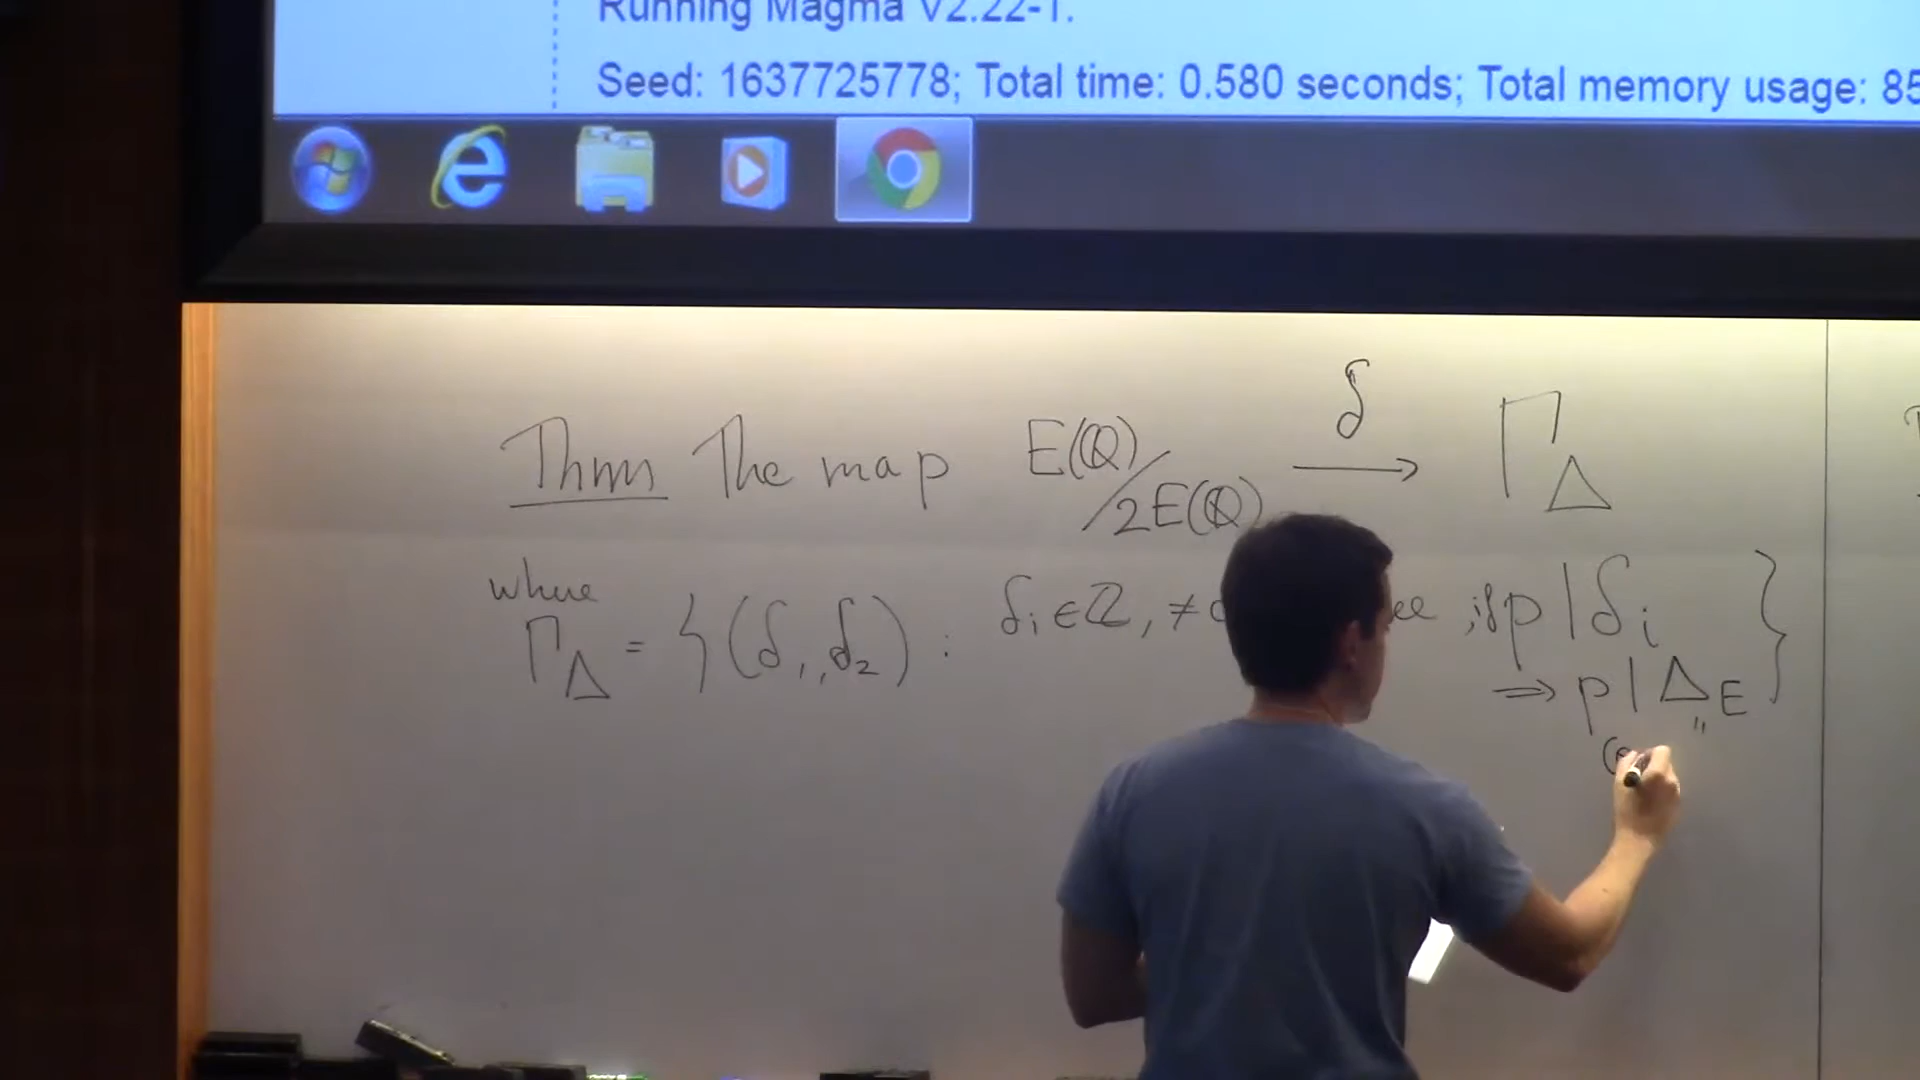 Running Magma V2.22-1.
Seed: 1637725778; Total time: 0.580 seconds; Total memory usage: 85
Thm The map E(ℚ)/2E(ℚ) →^δ Γ_Δ
where
Γ_Δ = {(δ₁, δ₂) : δᵢ ∈ ℤ, ≠ , if p | δᵢ
⇒ p | Δ_E }
"
(